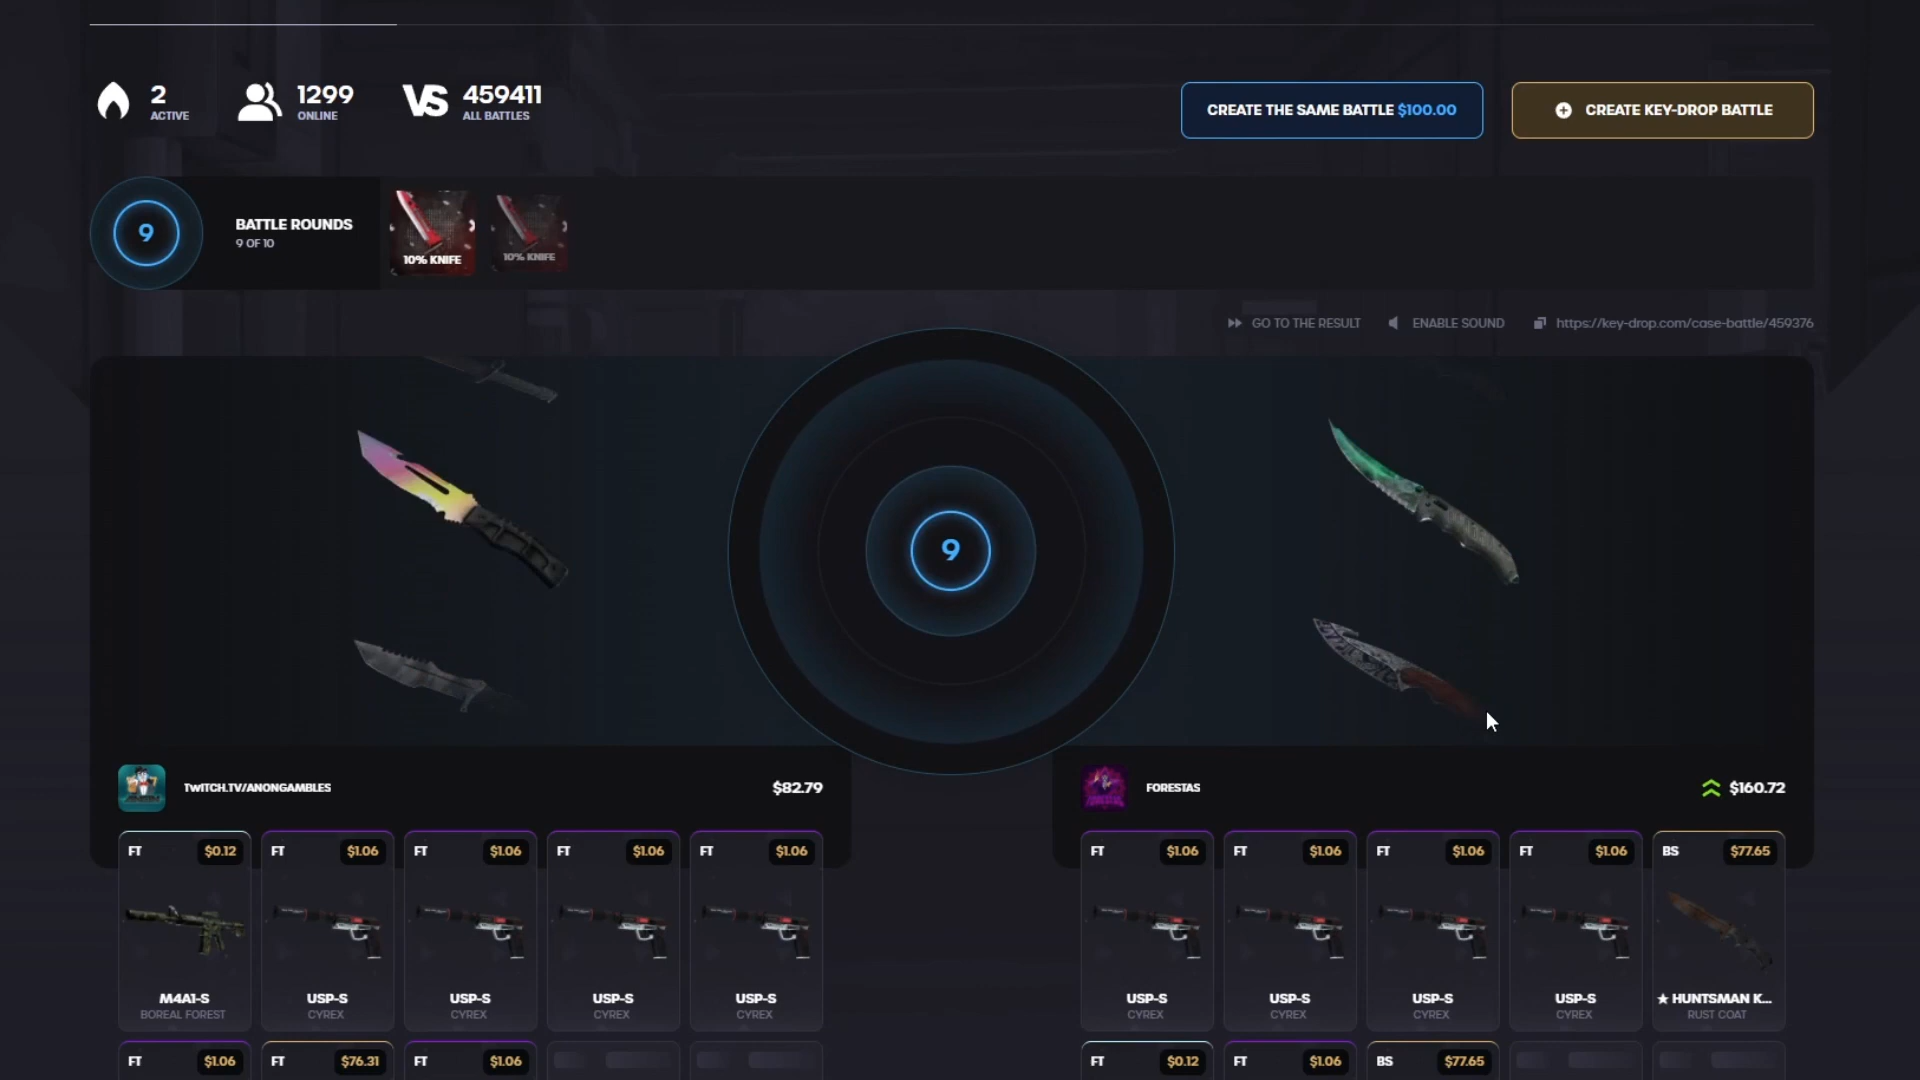 2
ACTIVE
1299
ONLINE
VS
459411
ALL BATTLES
CREATE THE SAME BATTLE $100.00
CREATE KEY-DROP BATTLE
9
BATTLE ROUNDS
9 OF 10
10% KNIFE
10% KNIFE
GO TO THE RESULT
ENABLE SOUND
https://key-drop.com/case-battle/459376
9
TWITCH.TV/ANONGAMBLES
$82.79
FORESTAS
$160.72
FT $0.12
FT $1.06
FT $1.06
FT $1.06
FT $1.06
FT $1.06
FT $1.06
FT $1.06
FT $1.06
BS $77.65
M4A1-S
BOREAL FOREST
USP-S
CYREX
USP-S
CYREX
USP-S
CYREX
USP-S
CYREX
USP-S
CYREX
USP-S
CYREX
USP-S
CYREX
USP-S
CYREX
★ HUNTSMAN K...
RUST COAT
FT $1.06
FT $76.31
FT $1.06
FT $0.12
FT $1.06
BS $77.65